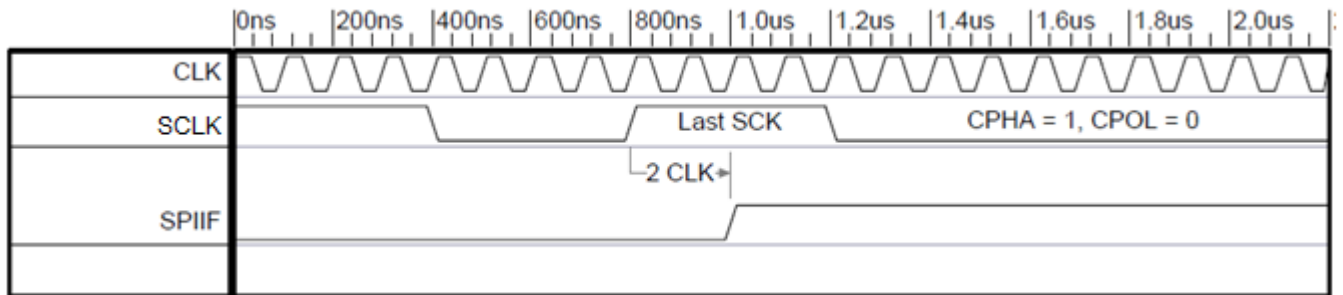 0ns 200ns 400ns 600ns 800ns 1.0us 1.2us 1.4us 1.6us 1.8us 2.0us
CLK
SCLK Last SCK CPHA = 1, CPOL = 0
2 CLK
SPIIF